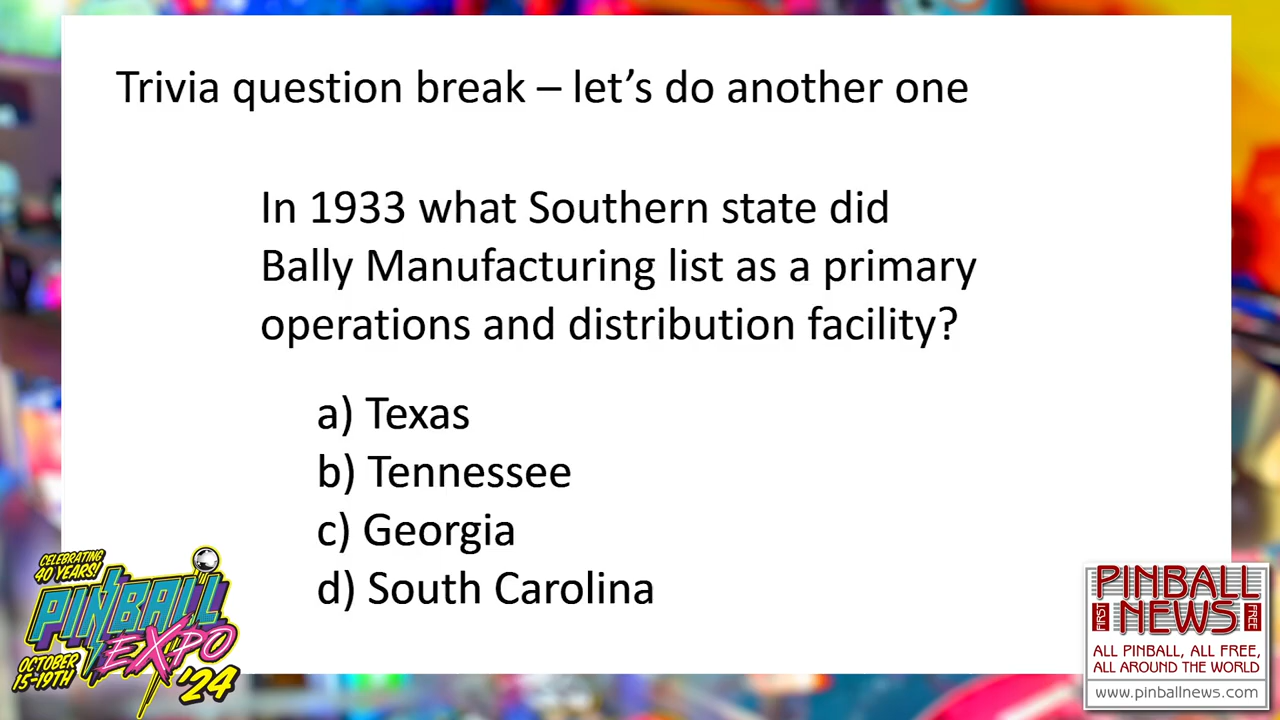 Trivia question break – let's do another one
In 1933 what Southern state did
Bally Manufacturing list as a primary
operations and distribution facility?
a) Texas
b) Tennessee
c) Georgia
d) South Carolina
CELEBRATING
40 YEARS!
PINBALL
EXPO
OCTOBER
15-19TH
'24
PINBALL
FIRST NEWS FREE
ALL PINBALL, ALL FREE,
ALL AROUND THE WORLD
www.pinballnews.com